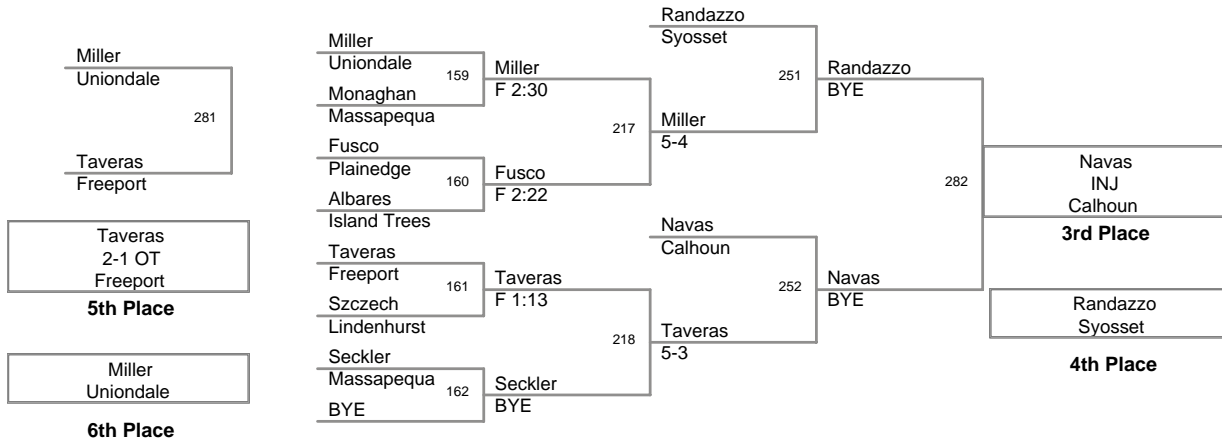 Miller
Uniondale
281
Taveras
Freeport
Taveras
2-1 OT
Freeport
5th Place
Miller
Uniondale
6th Place
Miller
Uniondale
159
Monaghan
Massapequa
Fusco
Plainedge
160
Albares
Island Trees
Taveras
Freeport
161
Szczech
Lindenhurst
Seckler
Massapequa
162
BYE
Miller
F 2:30
217
Fusco
F 2:22
Taveras
F 1:13
218
Seckler
BYE
Randazzo
Syosset
251
Miller
5-4
Navas
Calhoun
252
Taveras
5-3
Randazzo
BYE
282
Navas
BYE
Navas
INJ
Calhoun
3rd Place
Randazzo
Syosset
4th Place